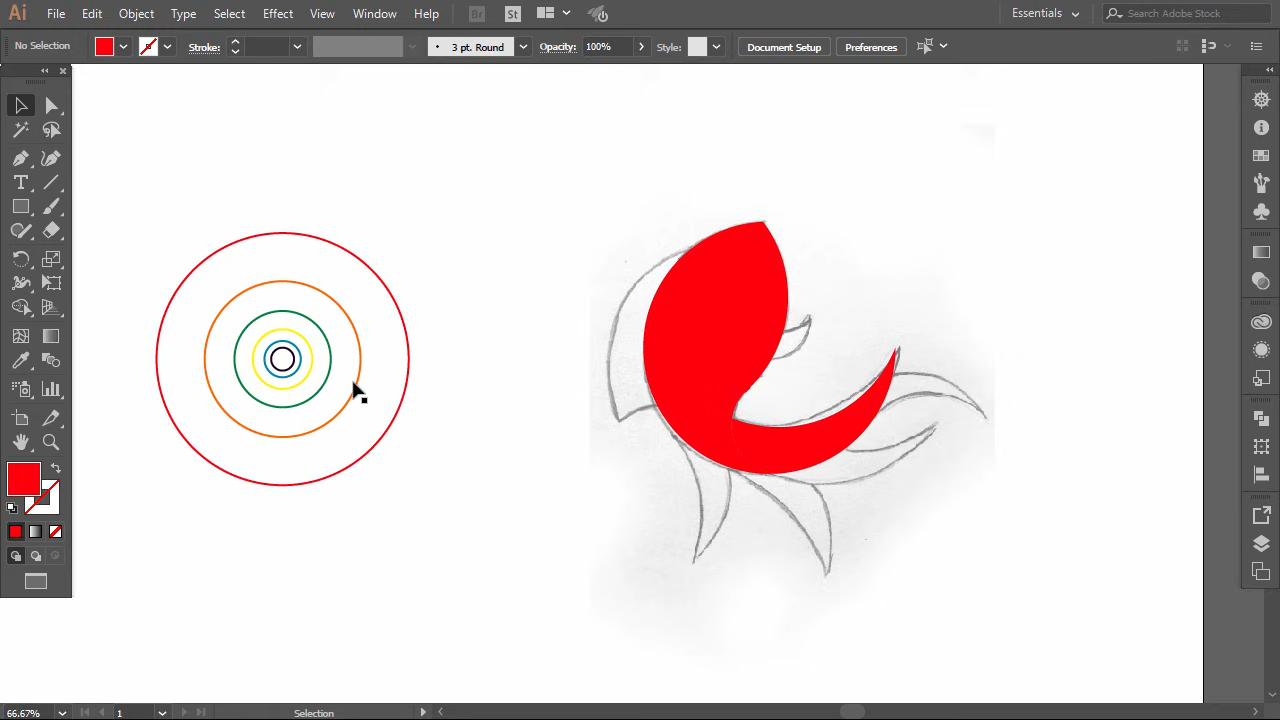 Ai File Edit Object Type Select Effect View Window Help Br St Essentials Search Adobe Stock
No Selection Stroke: 3 pt. Round Opacity: 100% Style: Document Setup Preferences
T
66.67% 1 Selection